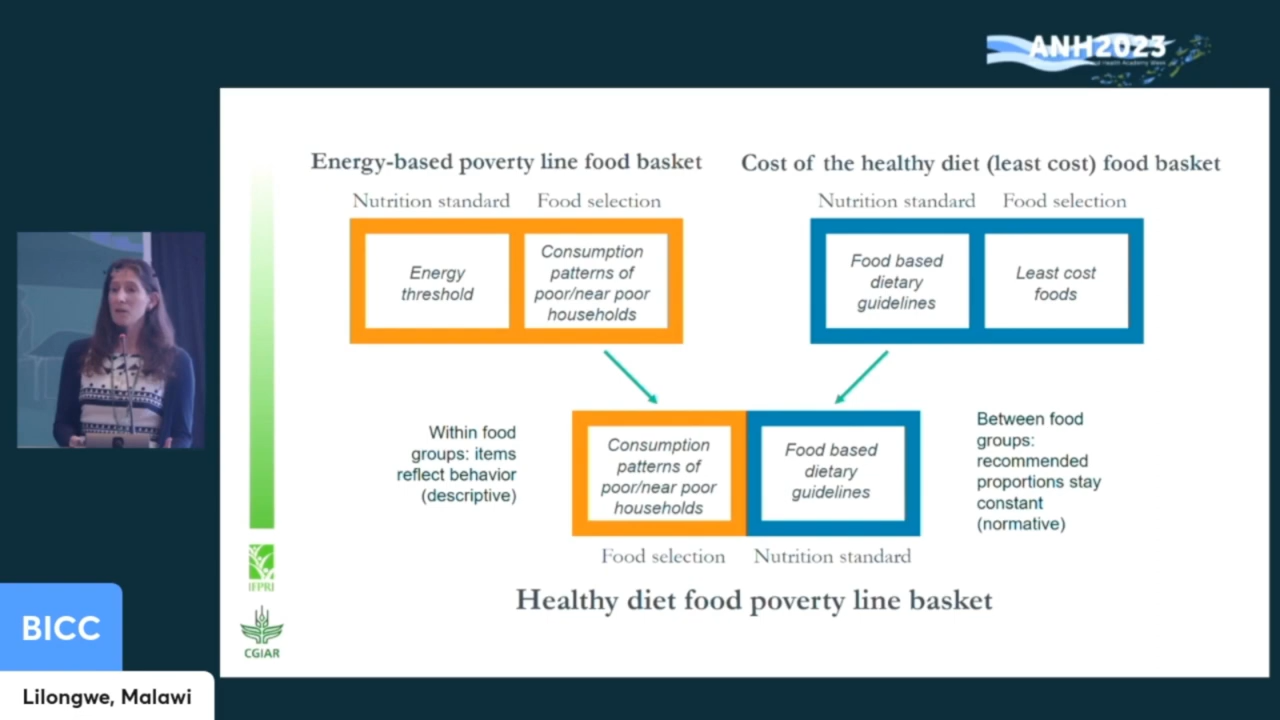 ANH2023
Energy-based poverty line food basket
Nutrition standard
Food selection
Energy
threshold
Consumption
patterns of
poor/near poor
households
Cost of the healthy diet (least cost) food basket
Nutrition standard
Food selection
Food based
dietary
guidelines
Least cost
foods
Within food
groups: items
reflect behavior
(descriptive)
Consumption
patterns of
poor/near poor
households
Food based
dietary
guidelines
Between food
groups:
recommended
proportions stay
constant
(normative)
Food selection
Nutrition standard
Healthy diet food poverty line basket
IFPRI
CGIAR
BICC
Lilongwe, Malawi